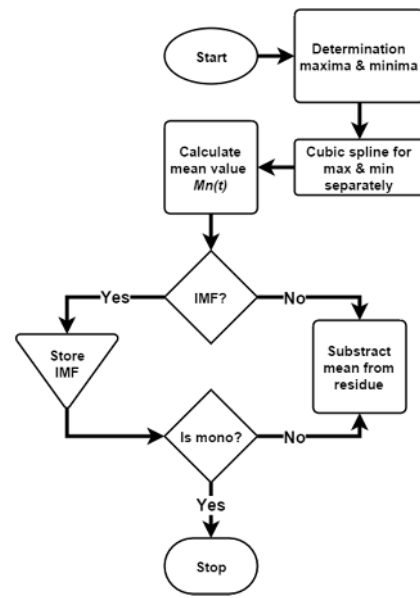 Start
Determination
maxima & minima
Cubic spline for
max & min
separately
Calculate
mean value
Mn(t)
IMF?
Yes
No
Store
IMF
Substract
mean from
residue
Is mono?
No
Yes
Stop